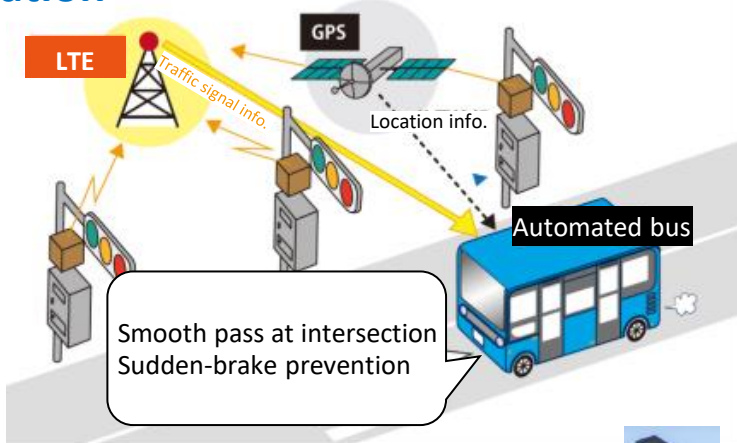 LTE
GPS
Traffic signal info.
Location info.
Automated bus
Smooth pass at intersection
Sudden-brake prevention